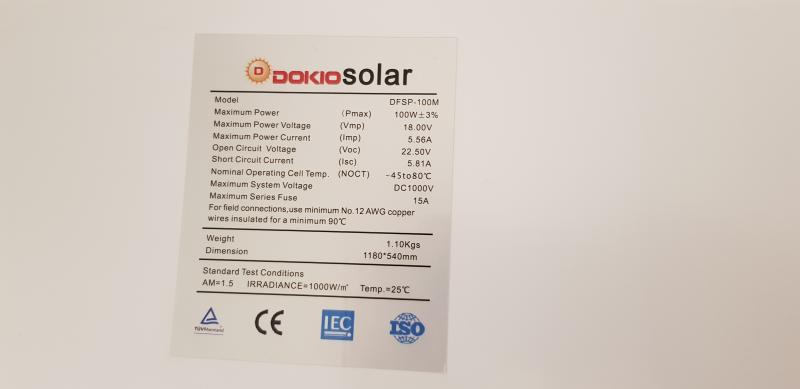 D DOKIO solar
Model DFSP-100M
Maximum Power (Pmax) 100W±3%
Maximum Power Voltage (Vmp) 18.00V
Maximum Power Current (Imp) 5.56A
Open Circuit Voltage (Voc) 22.50V
Short Circuit Current (Isc) 5.81A
Nominal Operating Cell Temp. (NOCT) -45to80℃
Maximum System Voltage DC1000V
Maximum Series Fuse 15A
For field connections,use minimum No.12 AWG copper
wires insulated for a minimum 90℃
Weight 1.10Kgs
Dimension 1180*540mm
Standard Test Conditions
AM=1.5 IRRADIANCE=1000W/㎡ Temp.=25℃
TÜVRheinland CE IEC ISO